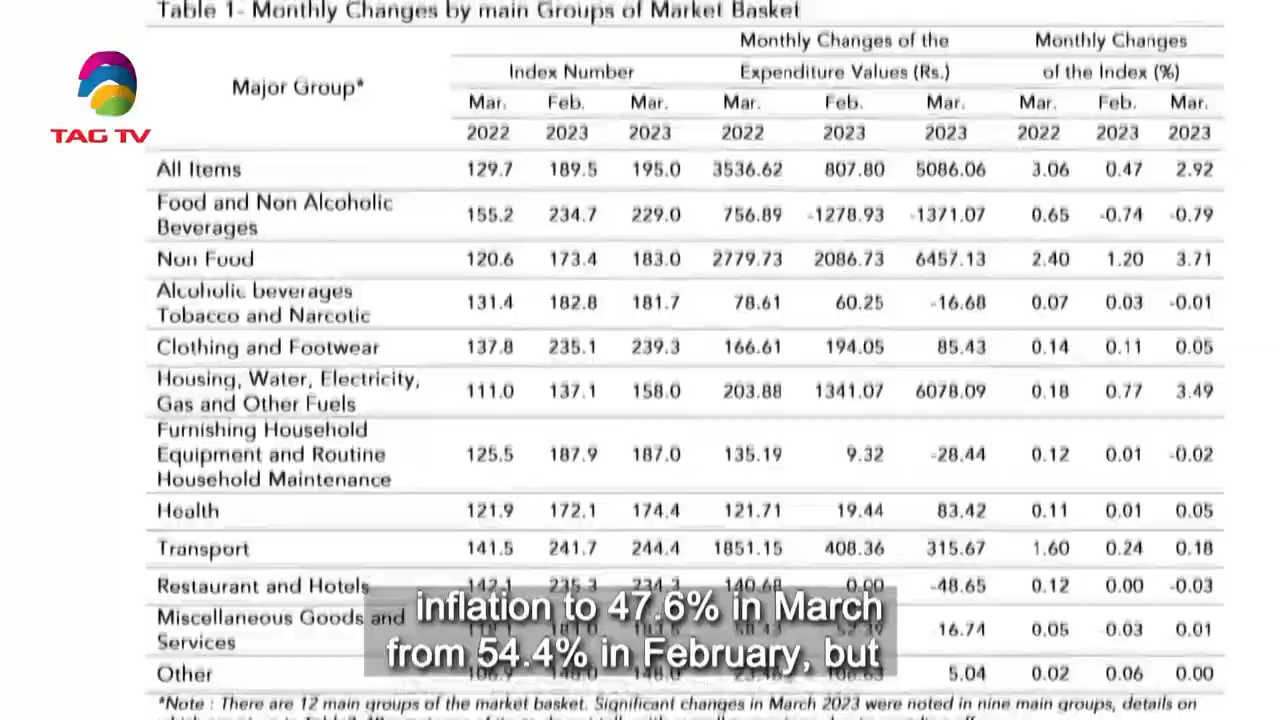 Table 1- Monthly Changes by main Groups of Market Basket
TAG TV
Major Group*
Index Number
Monthly Changes of the Expenditure Values (Rs.)
Monthly Changes of the Index (%)
Mar. 2022 Feb. 2023 Mar. 2023 Mar. 2022 Feb. 2023 Mar. 2023 Mar. 2022 Feb. 2023 Mar. 2023
All Items 129.7 189.5 195.0 3536.62 807.80 5086.06 3.06 0.47 2.92
Food and Non Alcoholic Beverages 155.2 234.7 229.0 756.89 -1278.93 -1371.07 0.65 -0.74 -0.79
Non Food 120.6 173.4 183.0 2779.73 2086.73 6457.13 2.40 1.20 3.71
Alcoholic beverages Tobacco and Narcotic 131.4 182.8 181.7 78.61 60.25 -16.68 0.07 0.03 -0.01
Clothing and Footwear 137.8 235.1 239.3 166.61 194.05 85.43 0.14 0.11 0.05
Housing, Water, Electricity, Gas and Other Fuels 111.0 137.1 158.0 203.88 1341.07 6078.09 0.18 0.77 3.49
Furnishing Household Equipment and Routine Household Maintenance 125.5 187.9 187.0 135.19 9.32 -28.44 0.12 0.01 -0.02
Health 121.9 172.1 174.4 121.71 19.44 83.42 0.11 0.01 0.05
Transport 141.5 241.7 244.4 1851.15 408.36 315.67 1.60 0.24 0.18
Restaurant and Hotels 142.1 235.3 234.3 140.68 0.00 -48.65 0.12 0.00 -0.03
Miscellaneous Goods and Services 16.74 0.05 0.03 0.01
Other 5.04 0.02 0.06 0.00
inflation to 47.6% in March
from 54.4% in February, but
*Note : There are 12 main groups of the market basket. Significant changes in March 2023 were noted in nine main groups, details on